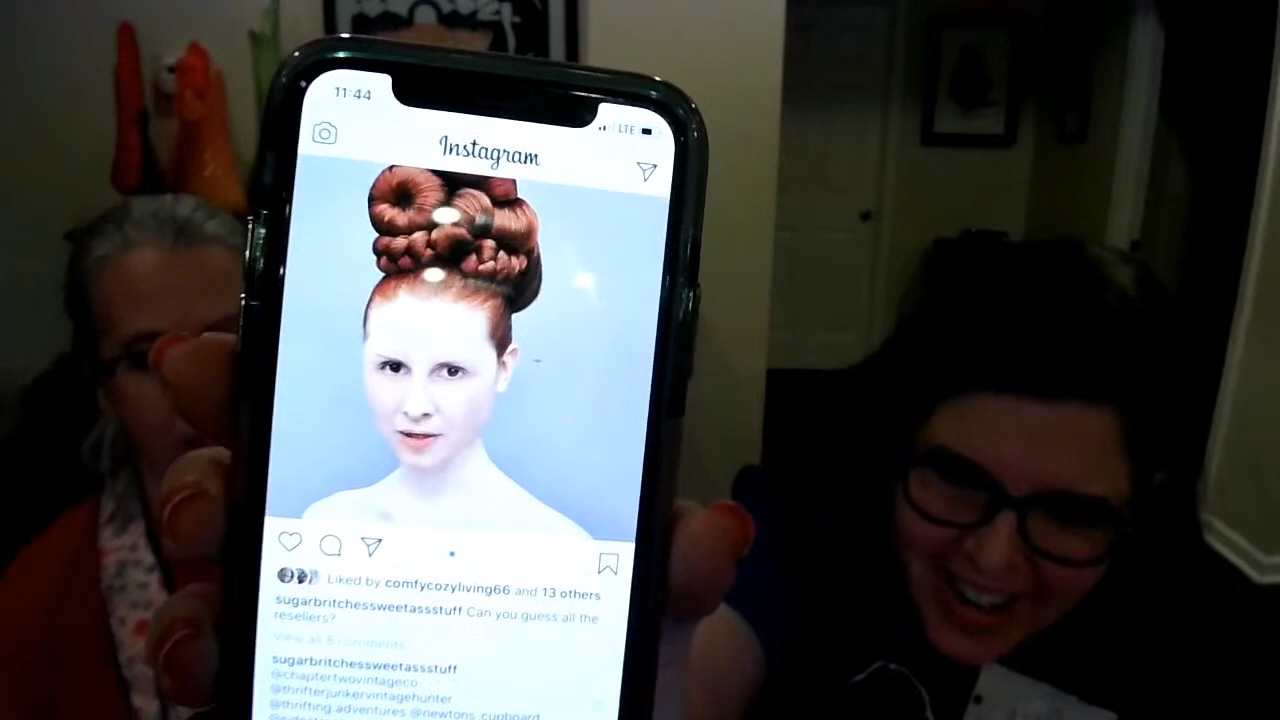 11:44
LTE
Instagram
Liked by comfycozyliving66 and 13 others
sugarbritchessweetassstuff Can you guess all the
resellers?
View all 8 comments
sugarbritchessweetassstuff
@chaptertwovintageco
@thrifterjunkervintagehunter
@thrifting.adventures @newtons_cupboard